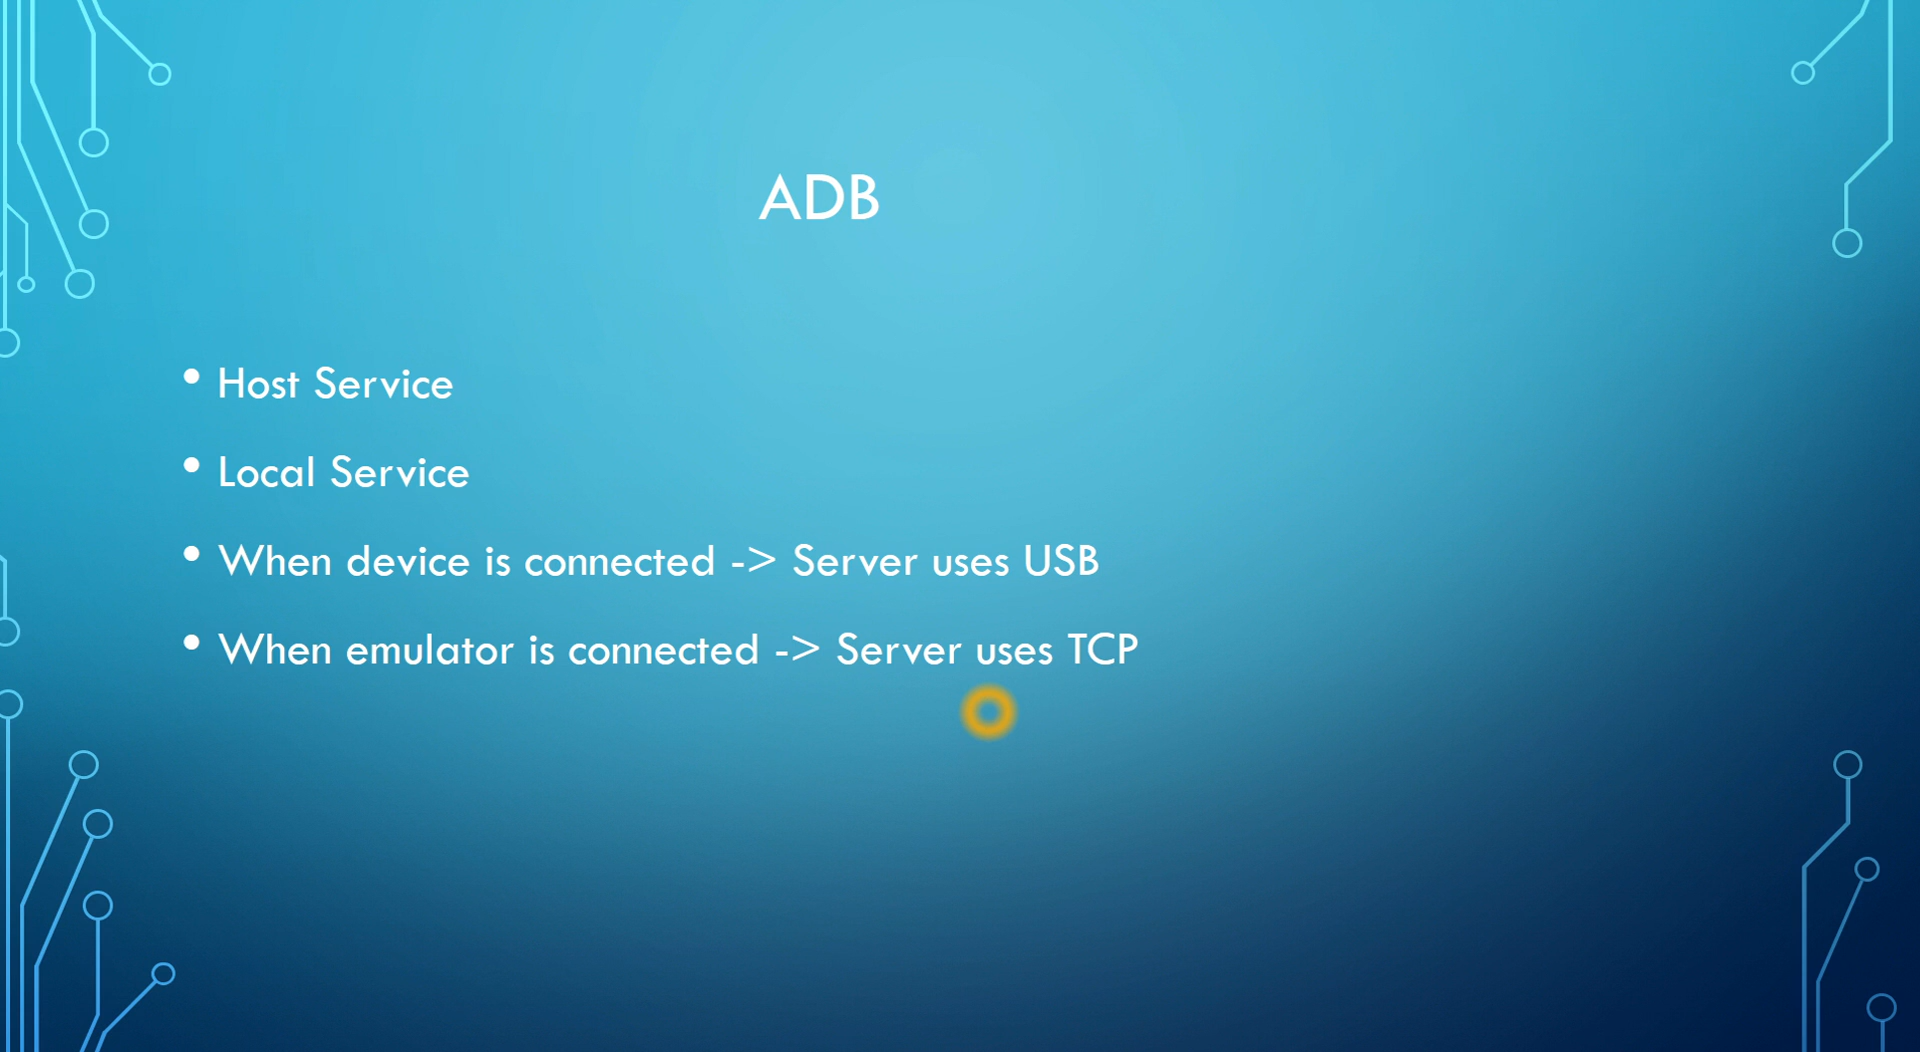 ADB
• Host Service
• Local Service
• When device is connected -> Server uses USB
• When emulator is connected -> Server uses TCP